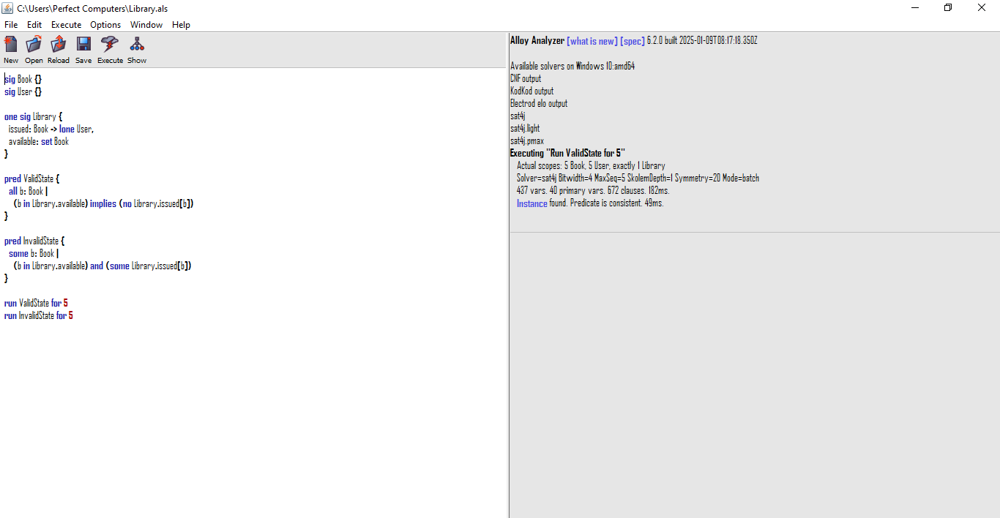 C:\Users\Perfect Computers\Library.als
File Edit Execute Options Window Help
New Open Reload Save Execute Show
sig Book {}
sig User {}
one sig Library {
issued: Book -> lone User,
available: set Book
}
pred ValidState {
all b: Book |
(b in Library.available) implies (no Library.issued[b])
}
pred InvalidState {
some b: Book |
(b in Library.available) and (some Library.issued[b])
}
run ValidState for 5
run InvalidState for 5
Alloy Analyzer [what is new] [spec] 6.2.0 built 2025-01-09T08:17:18.350Z
Available solvers on Windows 10:amd64
CNF output
KodKod output
Electrod elo output
sat4j
sat4j.light
sat4j.pmax
Executing "Run ValidState for 5"
Actual scopes: 5 Book, 5 User, exactly 1 Library
Solver=sat4j Bitwidth=4 MaxSeq=5 SkolemDepth=1 Symmetry=20 Mode=batch
437 vars. 40 primary vars. 672 clauses. 182ms.
Instance found. Predicate is consistent. 49ms.